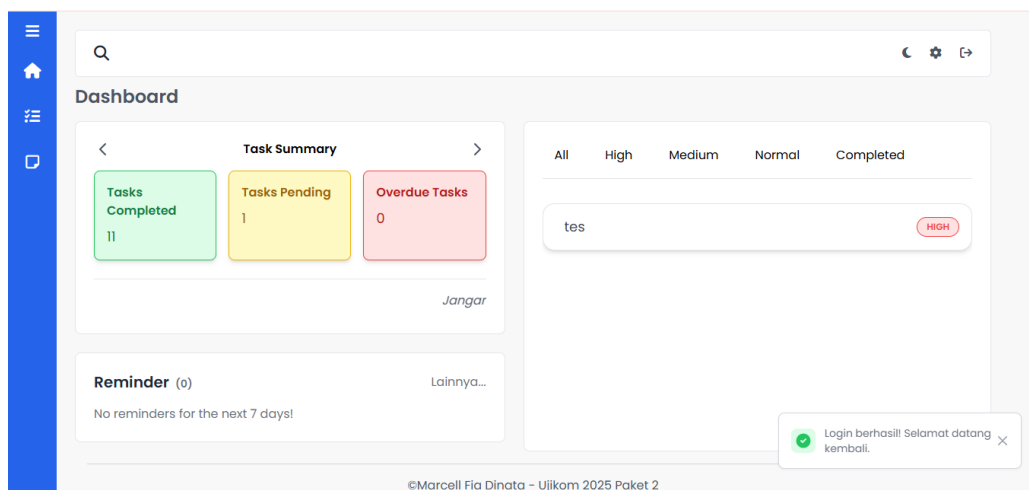 Dashboard
Task Summary
Tasks
Completed
11
Tasks Pending
1
Overdue Tasks
0
Jangar
Reminder (0)
Lainnya...
No reminders for the next 7 days!
All High Medium Normal Completed
tes
HIGH
Login berhasil! Selamat datang
kembali.
©Marcell Fia Dinata - Ujikom 2025 Paket 2